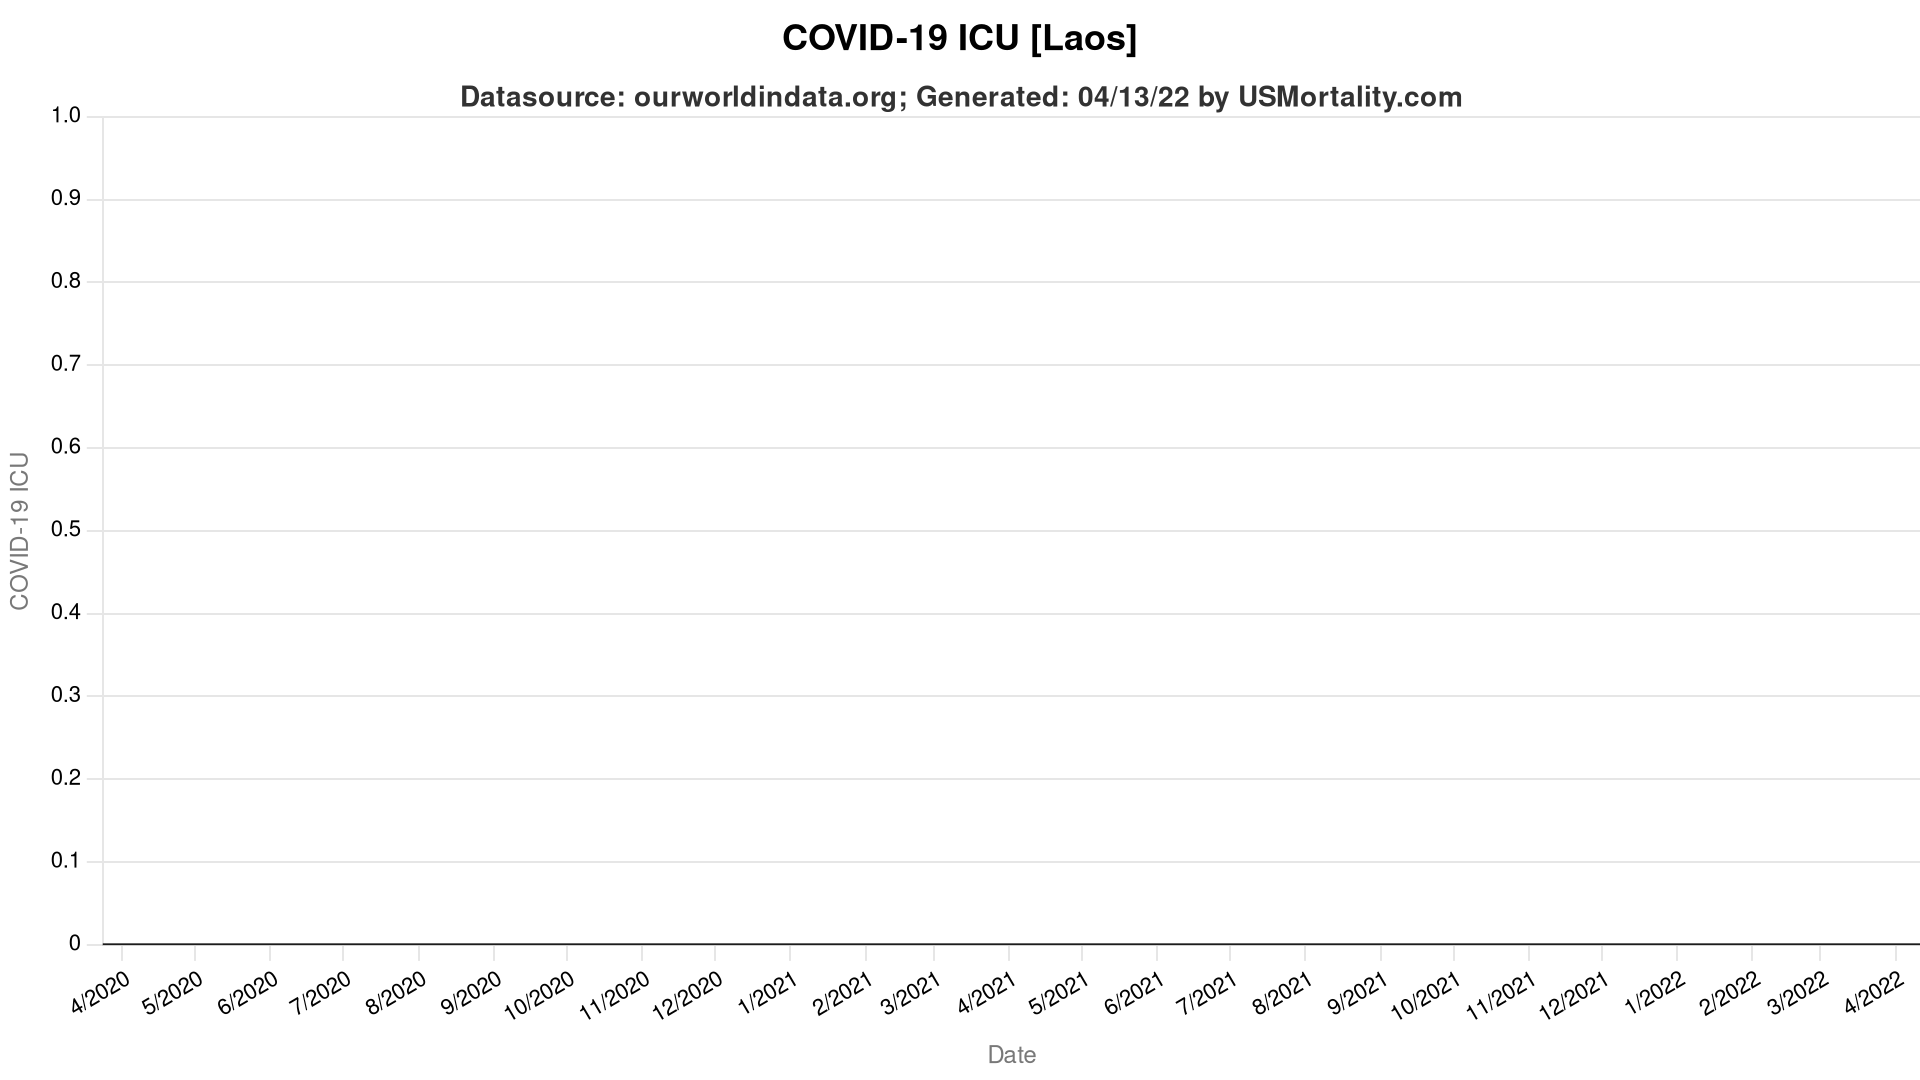 COVID-19 ICU [Laos]
Datasource: ourworldindata.org; Generated: 04/13/22 by USMortality.com
1.0
0.9
0.8
0.7
0.6
0.5
0.4
0.3
0.2
0.1
0
COVID-19 ICU
4/2020 5/2020 6/2020 7/2020 8/2020 9/2020 10/2020 11/2020 12/2020 1/2021 2/2021 3/2021 4/2021 5/2021 6/2021 7/2021 8/2021 9/2021 10/2021 11/2021 12/2021 1/2022 2/2022 3/2022 4/2022
Date